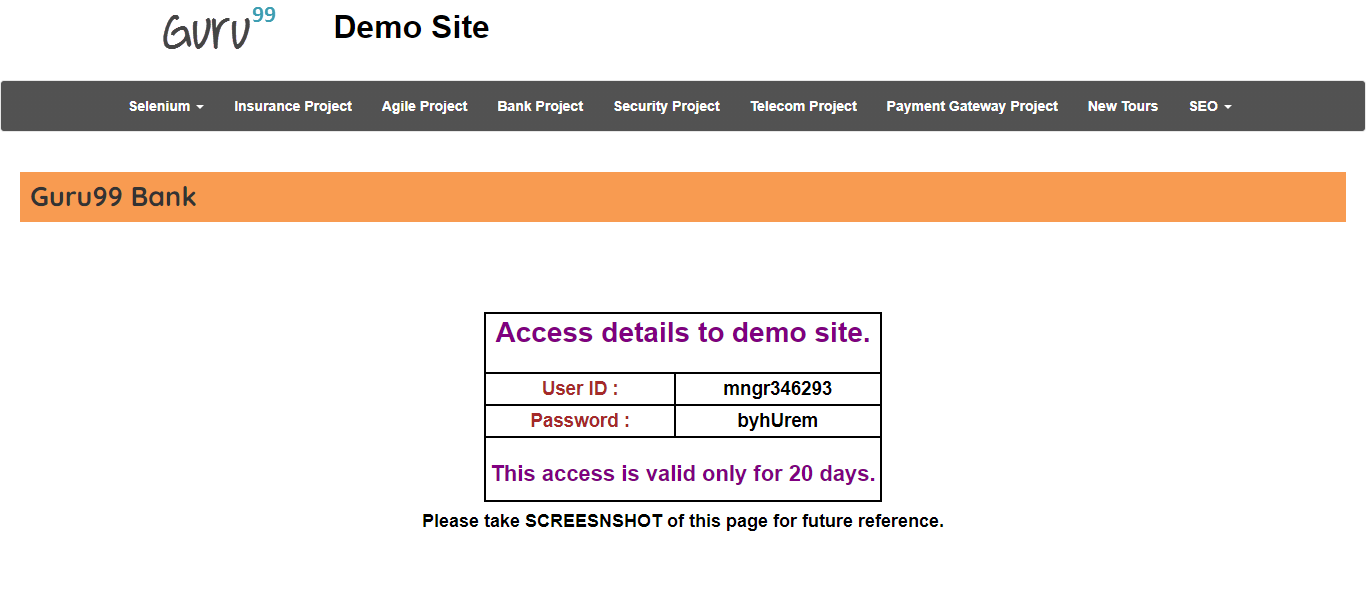 Guru99 Demo Site
Selenium Insurance Project Agile Project Bank Project Security Project Telecom Project Payment Gateway Project New Tours SEO
Guru99 Bank
Access details to demo site.
User ID : mngr346293
Password : byhUrem
This access is valid only for 20 days.
Please take SCREESNSHOT of this page for future reference.